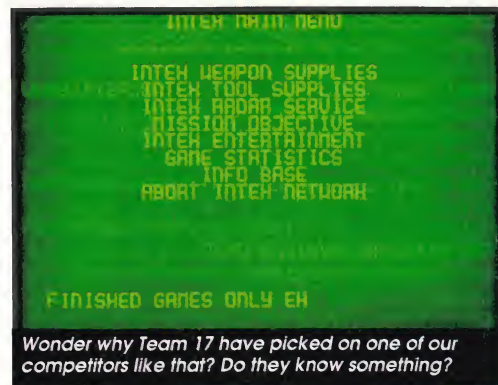 INTEX MAIN MENU
INTEX WEAPON SUPPLIES
INTEX TOOL SUPPLIES
INTEX RADAR SERVICE
MISSION OBJECTIVE
INTEX ENTERTAINMENT
GAME STATISTICS
INFO BASE
ABORT INTEX NETWORK
FINISHED GAMES ONLY EH
Wonder why Team 17 have picked on one of our
competitors like that? Do they know something?